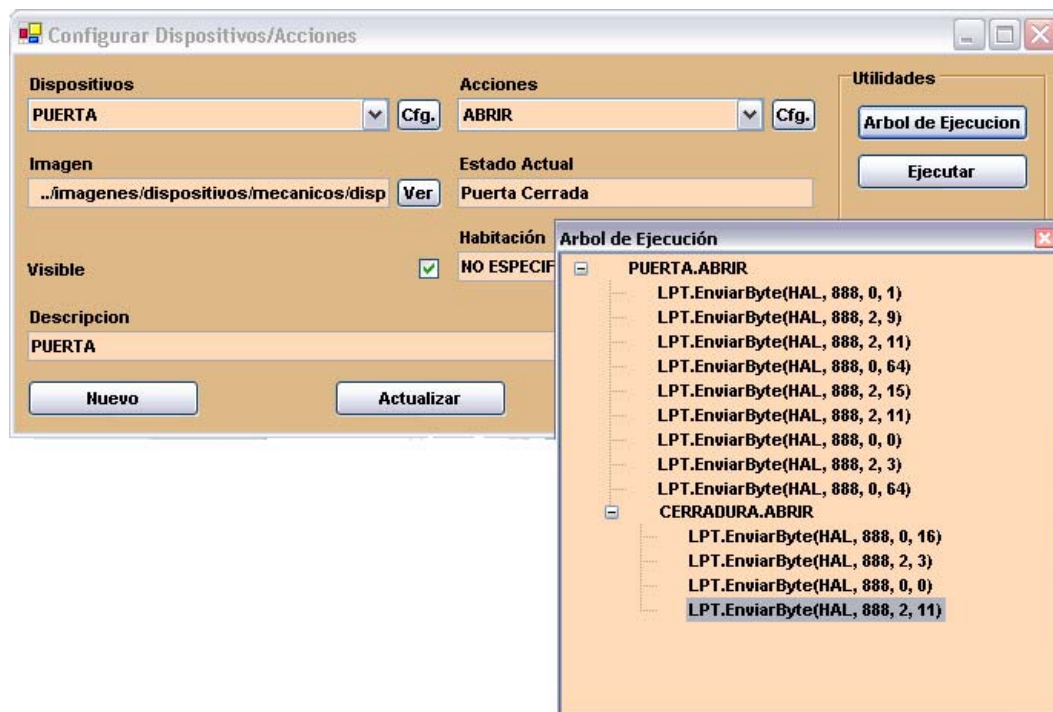 Configurar Dispositivos/Acciones
Dispositivos
PUERTA
Cfg.
Acciones
ABRIR
Cfg.
Utilidades
Arbol de Ejecucion
Ejecutar
Imagen
../imagenes/dispositivos/mecanicos/disp
Ver
Estado Actual
Puerta Cerrada
Visible
Habitación
NO ESPECIF
Descripcion
PUERTA
Nuevo
Actualizar
Arbol de Ejecución
PUERTA.ABRIR
LPT.EnviarByte(HAL, 888, 0, 1)
LPT.EnviarByte(HAL, 888, 2, 9)
LPT.EnviarByte(HAL, 888, 2, 11)
LPT.EnviarByte(HAL, 888, 0, 64)
LPT.EnviarByte(HAL, 888, 2, 15)
LPT.EnviarByte(HAL, 888, 2, 11)
LPT.EnviarByte(HAL, 888, 0, 0)
LPT.EnviarByte(HAL, 888, 2, 3)
LPT.EnviarByte(HAL, 888, 0, 64)
CERRADURA.ABRIR
LPT.EnviarByte(HAL, 888, 0, 16)
LPT.EnviarByte(HAL, 888, 2, 3)
LPT.EnviarByte(HAL, 888, 0, 0)
LPT.EnviarByte(HAL, 888, 2, 11)